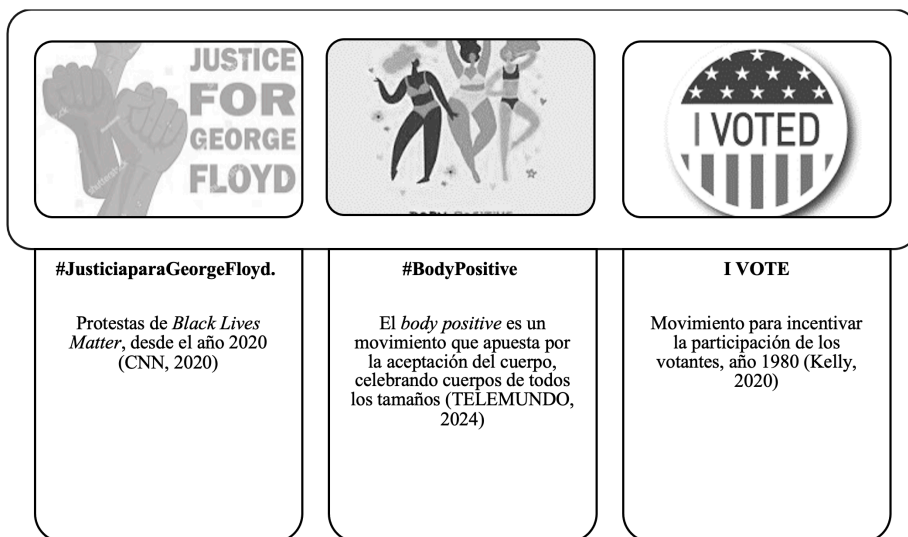 JUSTICE
FOR
GEORGE
FLOYD
shutterstock
I VOTED
#JusticiaparaGeorgeFloyd.
Protestas de Black Lives
Matter, desde el año 2020
(CNN, 2020)
#BodyPositive
El body positive es un
movimiento que apuesta por
la aceptación del cuerpo,
celebrando cuerpos de todos
los tamaños (TELEMUNDO,
2024)
I VOTE
Movimiento para incentivar
la participación de los
votantes, año 1980 (Kelly,
2020)